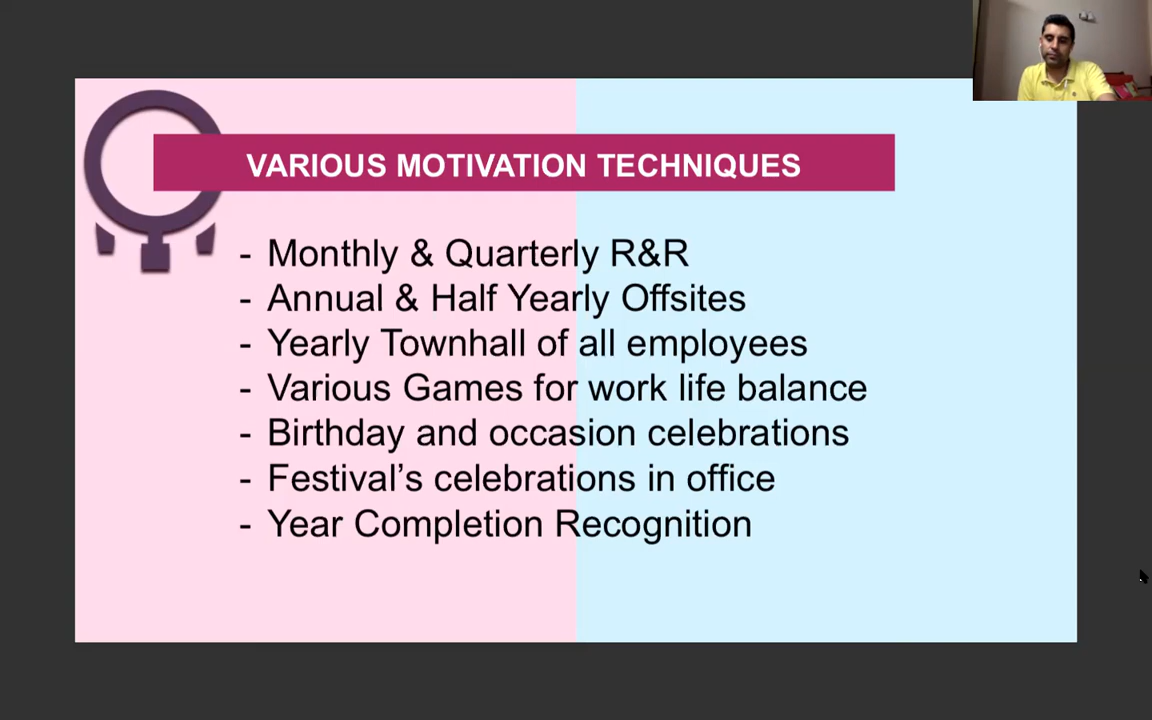 VARIOUS MOTIVATION TECHNIQUES
- Monthly & Quarterly R&R
- Annual & Half Yearly Offsites
- Yearly Townhall of all employees
- Various Games for work life balance
- Birthday and occasion celebrations
- Festival’s celebrations in office
- Year Completion Recognition